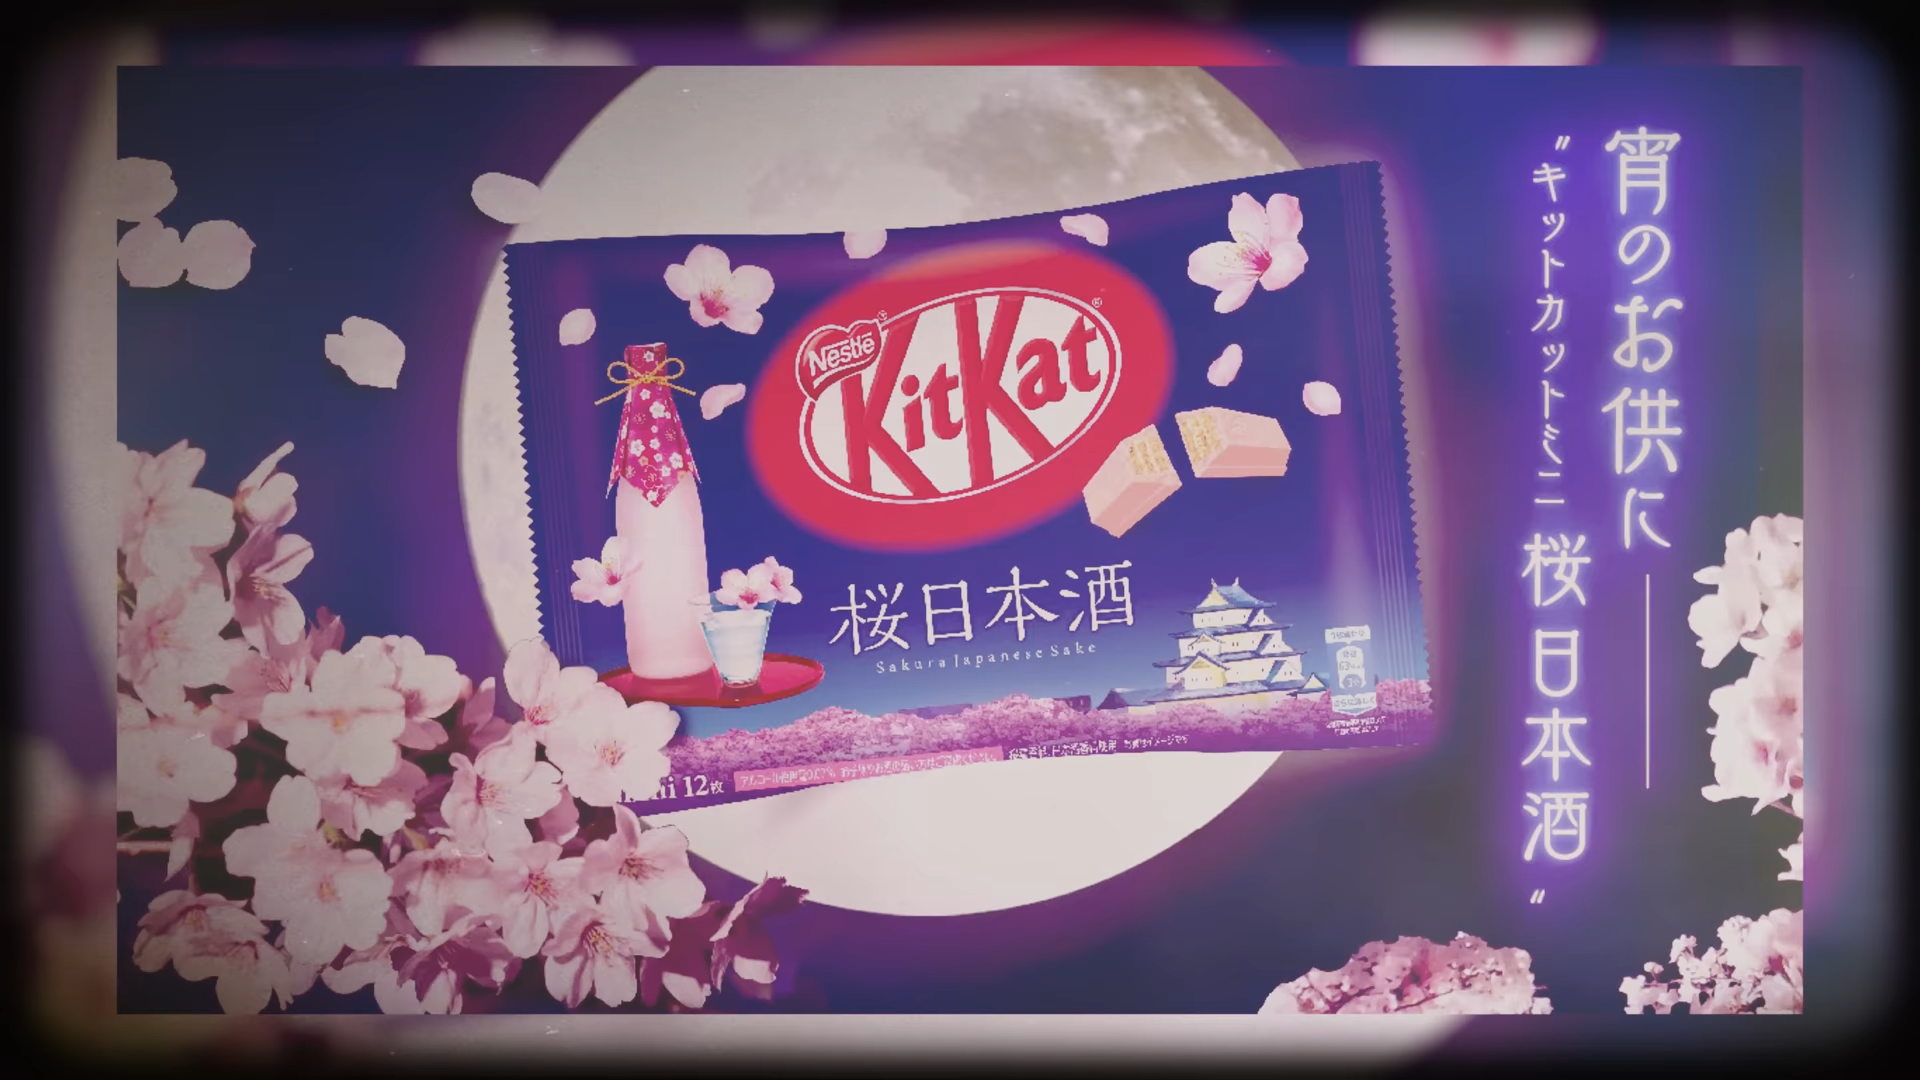 宵のお供に
"キットカットミニ 桜日本酒"
Nestlé
KitKat
桜日本酒
Sakura Japanese Sake
12枚